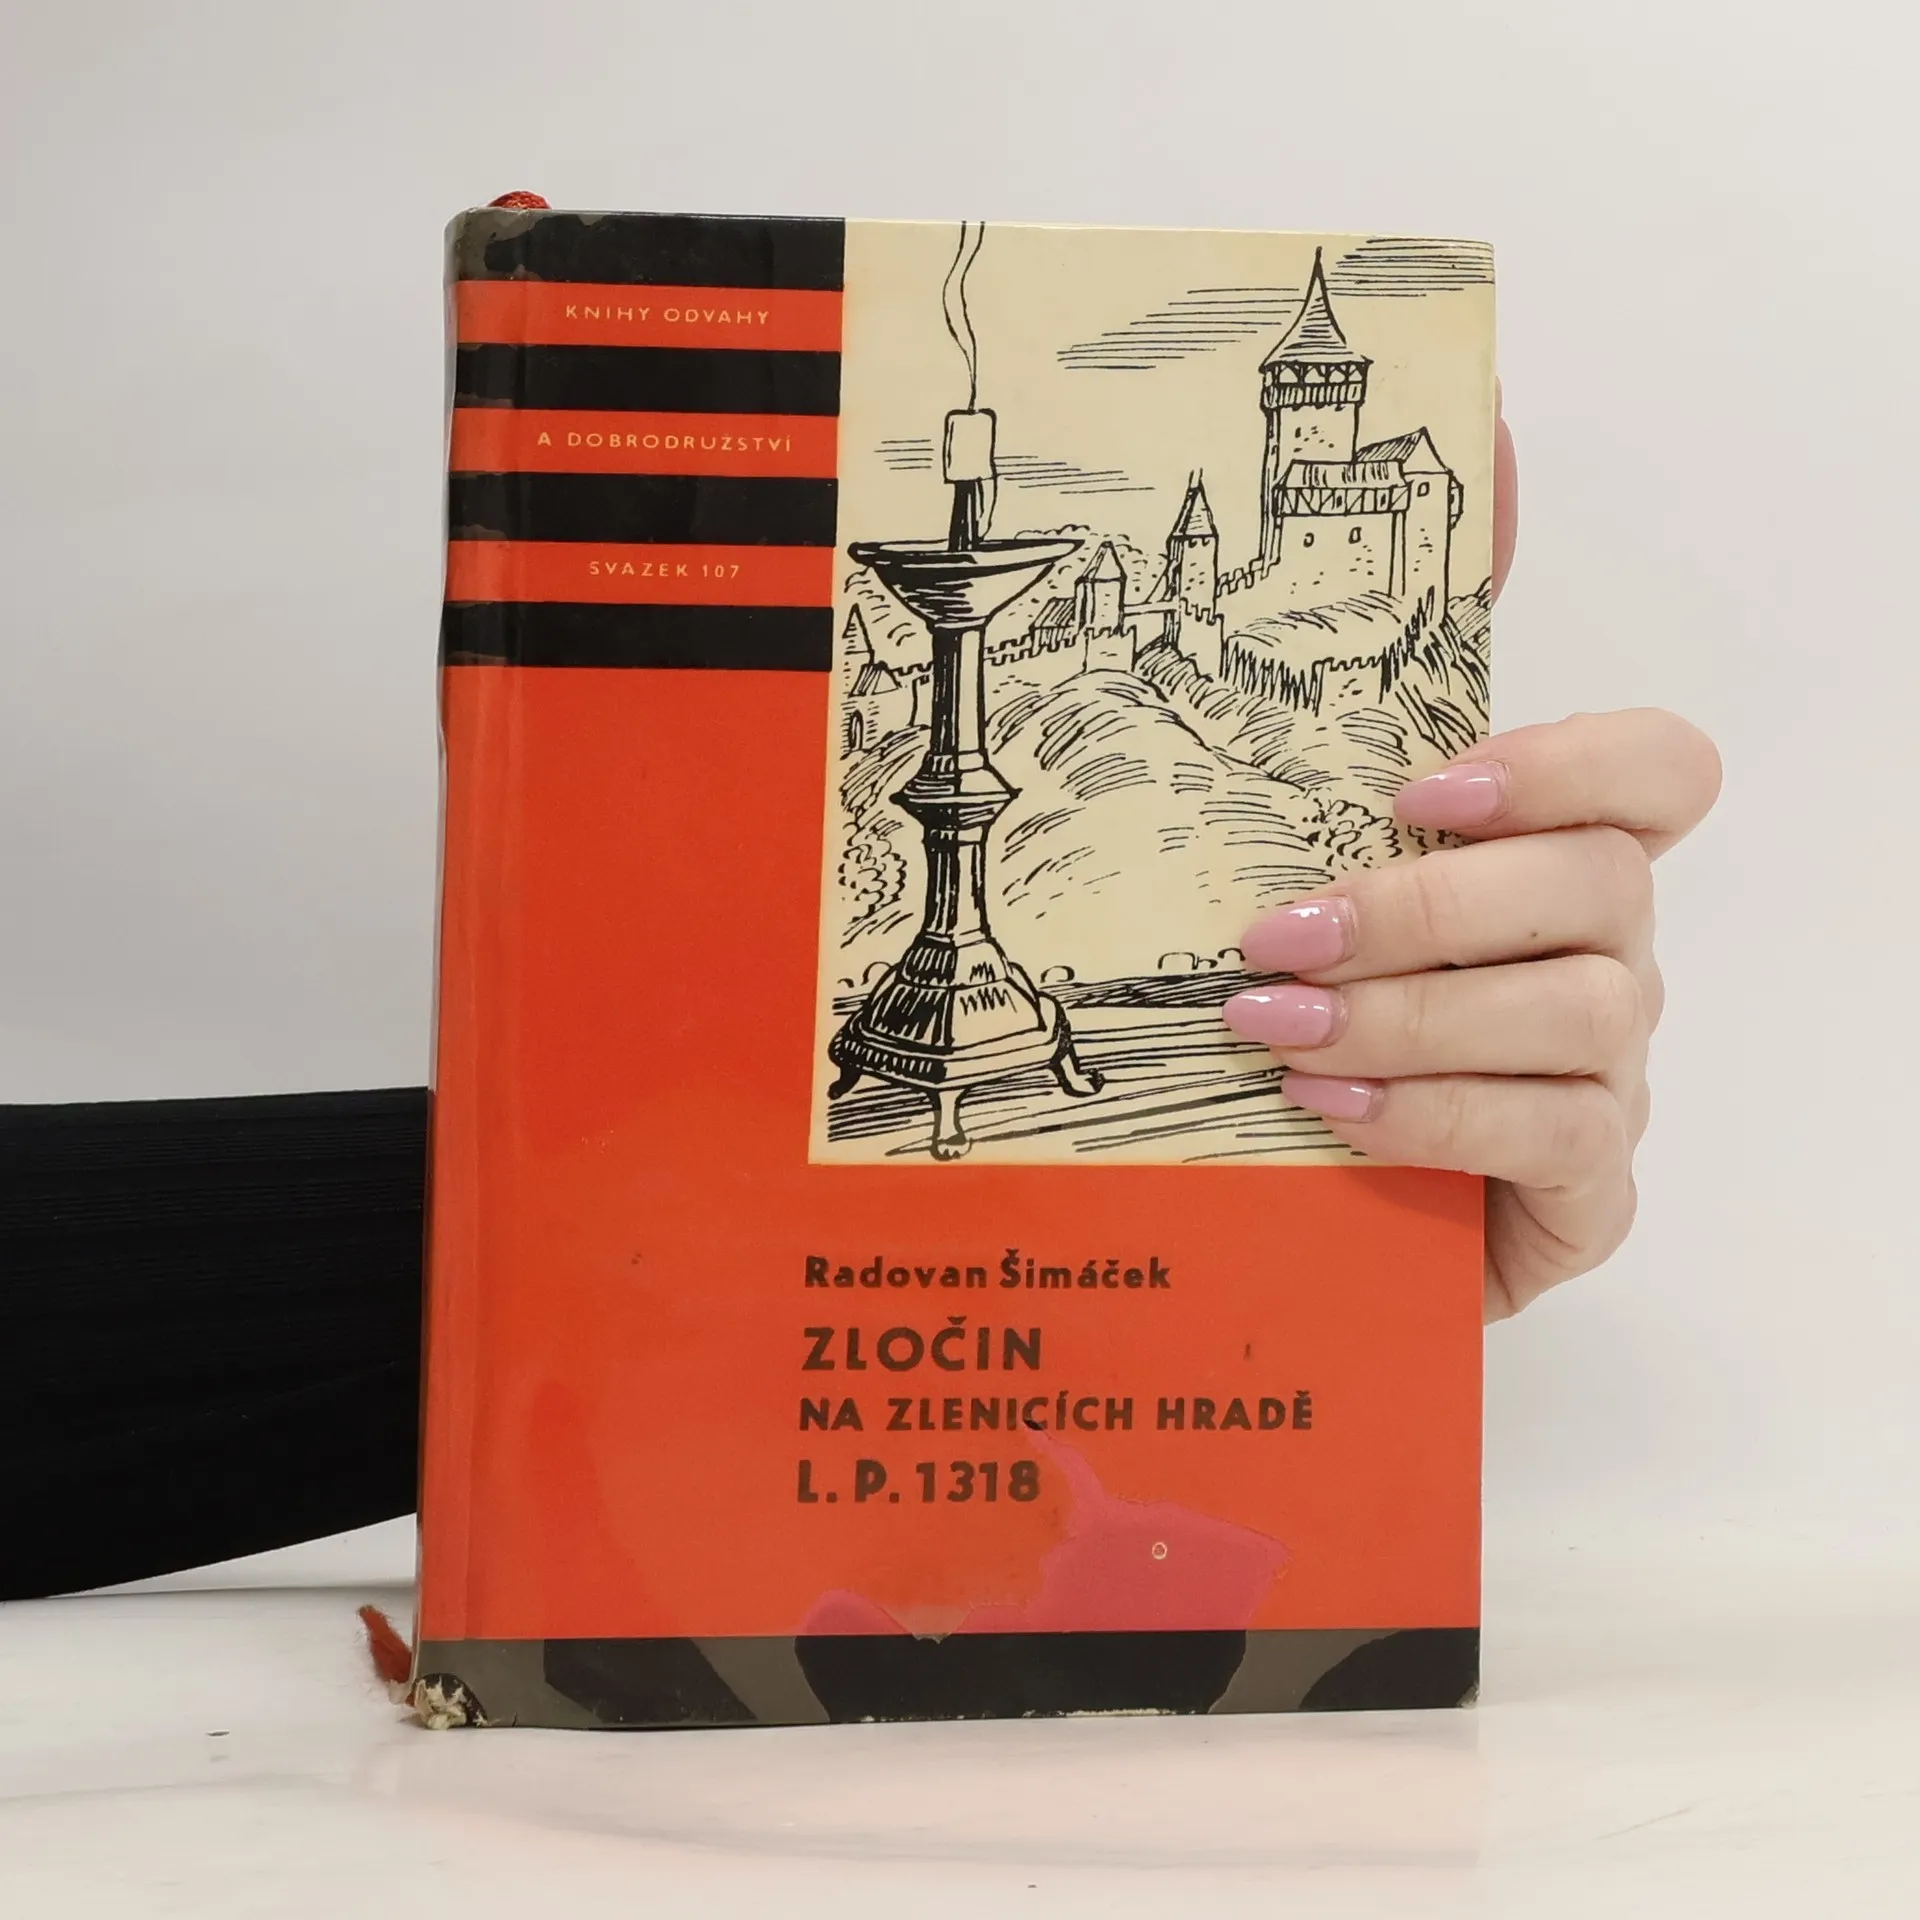 KNIHY ODVAHY
A DOBRODRUŽSTVÍ
SVAZEK 107
Radovan Šimáček
ZLOČIN
NA ZLENICÍCH HRADĚ
L. P. 1318